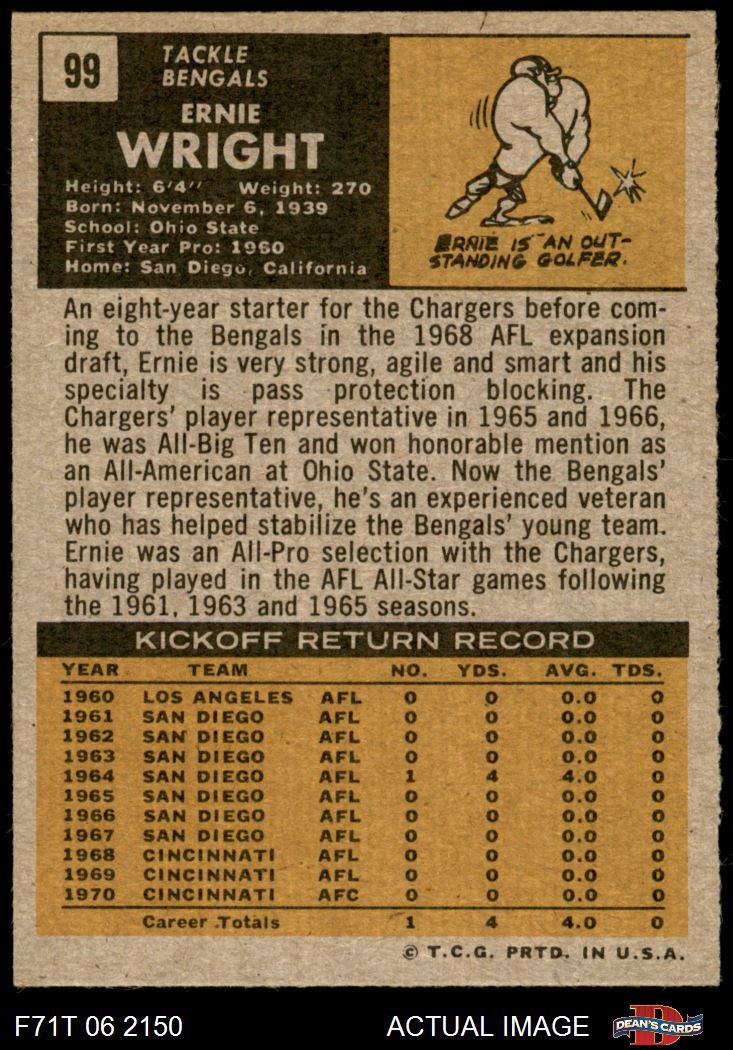 99
TACKLE
BENGALS
ERNIE
WRIGHT
Height: 6'4" Weight: 270
Born: November 6, 1939
School: Ohio State
First Year Pro: 1960
Home: San Diego, California
ERNIE IS AN OUT-
STANDING GOLFER.
An eight-year starter for the Chargers before com-
ing to the Bengals in the 1968 AFL expansion
draft, Ernie is very strong, agile and smart and his
specialty is pass protection blocking. The
Chargers' player representative in 1965 and 1966,
he was All-Big Ten and won honorable mention as
an All-American at Ohio State. Now the Bengals'
player representative, he's an experienced veteran
who has helped stabilize the Bengals' young team.
Ernie was an All-Pro selection with the Chargers,
having played in the AFL All-Star games following
the 1961, 1963 and 1965 seasons.
KICKOFF RETURN RECORD
YEAR TEAM NO. YDS. AVG. TDS.
1960 LOS ANGELES AFL 0 0 0.0 0
1961 SAN DIEGO AFL 0 0 0.0 0
1962 SAN DIEGO AFL 0 0 0.0 0
1963 SAN DIEGO AFL 0 0 0.0 0
1964 SAN DIEGO AFL 1 4 4.0 0
1965 SAN DIEGO AFL 0 0 0.0 0
1966 SAN DIEGO AFL 0 0 0.0 0
1967 SAN DIEGO AFL 0 0 0.0 0
1968 CINCINNATI AFL 0 0 0.0 0
1969 CINCINNATI AFL 0 0 0.0 0
1970 CINCINNATI AFC 0 0 0.0 0
Career Totals 1 4 4.0 0
© T.C.G. PRTD. IN U.S.A.
F71T 06 2150 ACTUAL IMAGE D DEAN'S CARDS